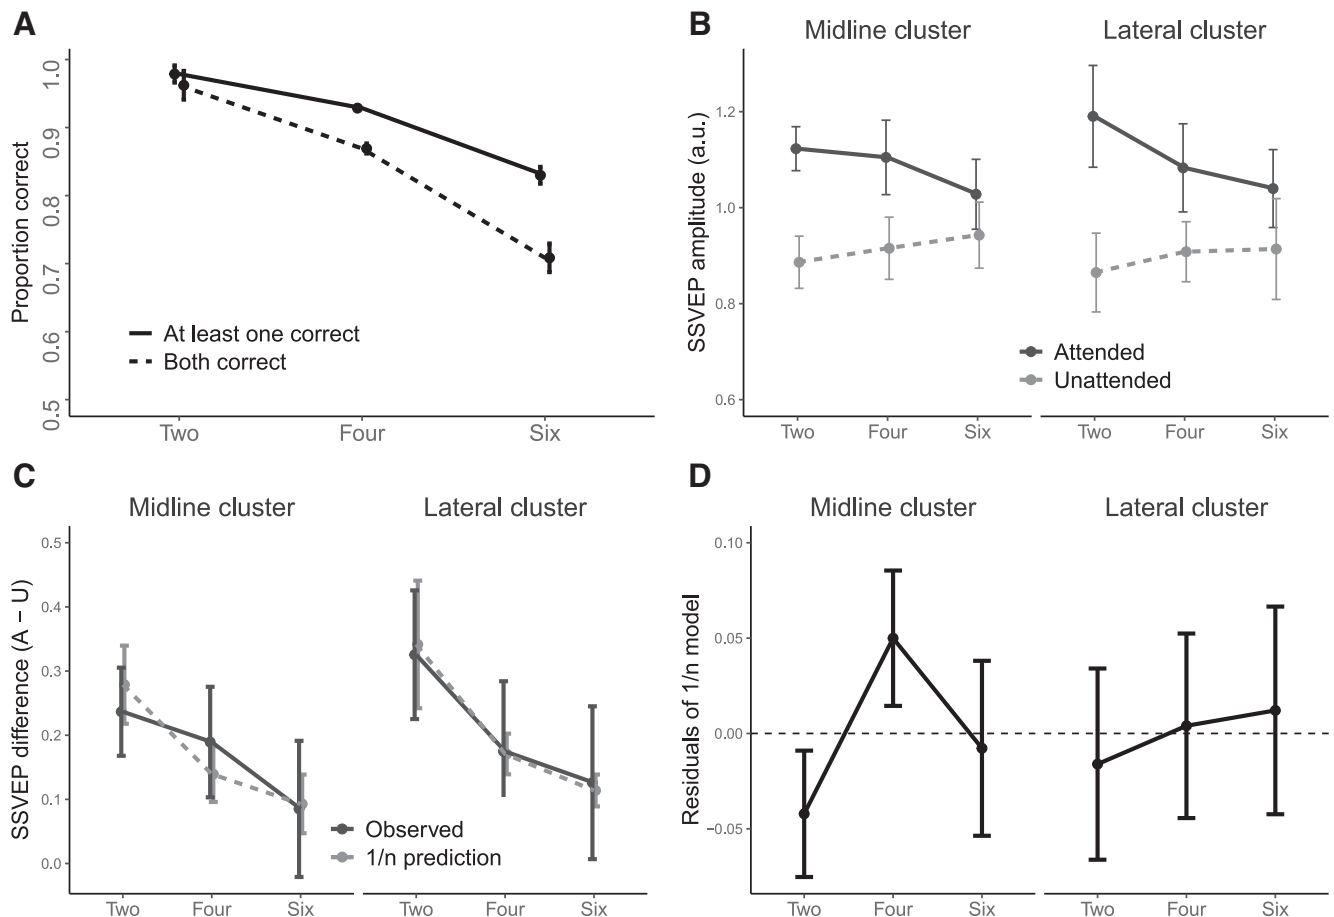 A
Proportion correct
1.0
0.9
0.8
0.7
0.6
0.5
At least one correct
Both correct
Two Four Six
B
Midline cluster Lateral cluster
SSVEP amplitude (a.u.)
1.2
1.0
0.8
0.6
Attended
Unattended
Two Four Six Two Four Six
C
Midline cluster Lateral cluster
SSVEP difference (A − U)
0.5
0.4
0.3
0.2
0.1
0.0
Observed
1/n prediction
Two Four Six Two Four Six
D
Midline cluster Lateral cluster
Residuals of 1/n model
0.10
0.05
0.00
−0.05
Two Four Six Two Four Six